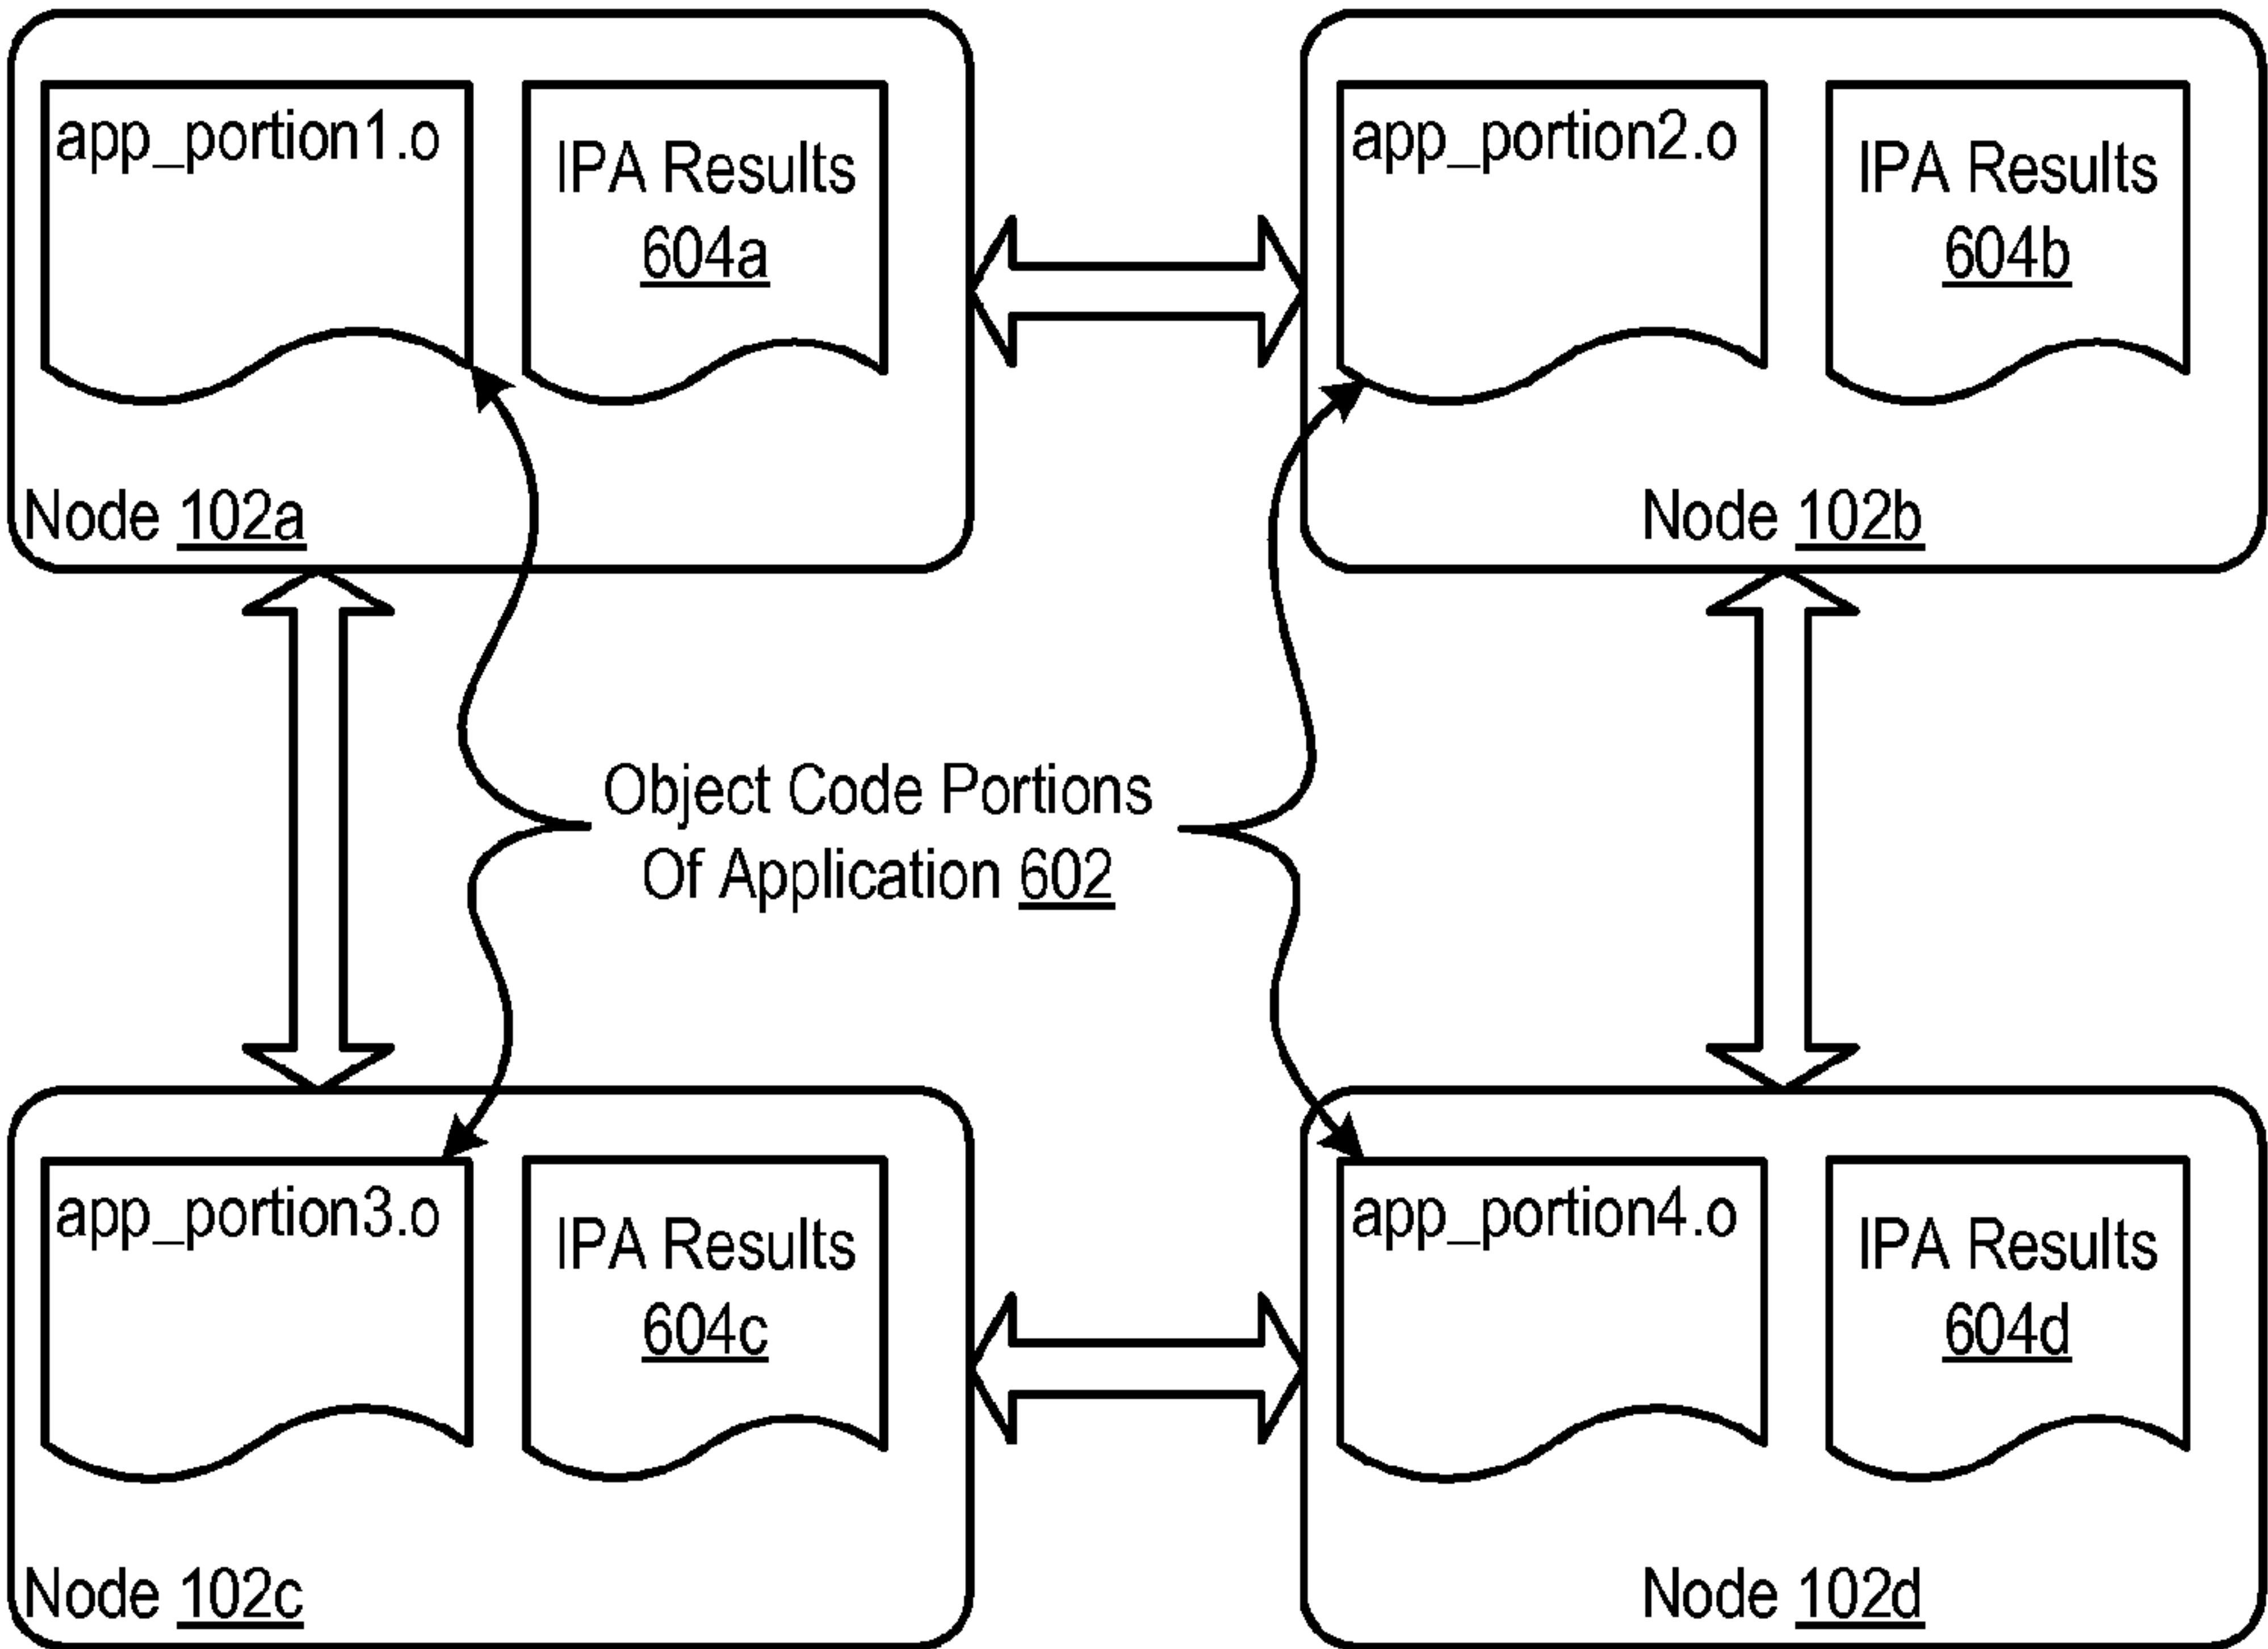 app_portion1.o
IPA Results
604a
Node 102a
app_portion2.o
IPA Results
604b
Node 102b
Object Code Portions
Of Application 602
app_portion3.o
IPA Results
604c
Node 102c
app_portion4.o
IPA Results
604d
Node 102d